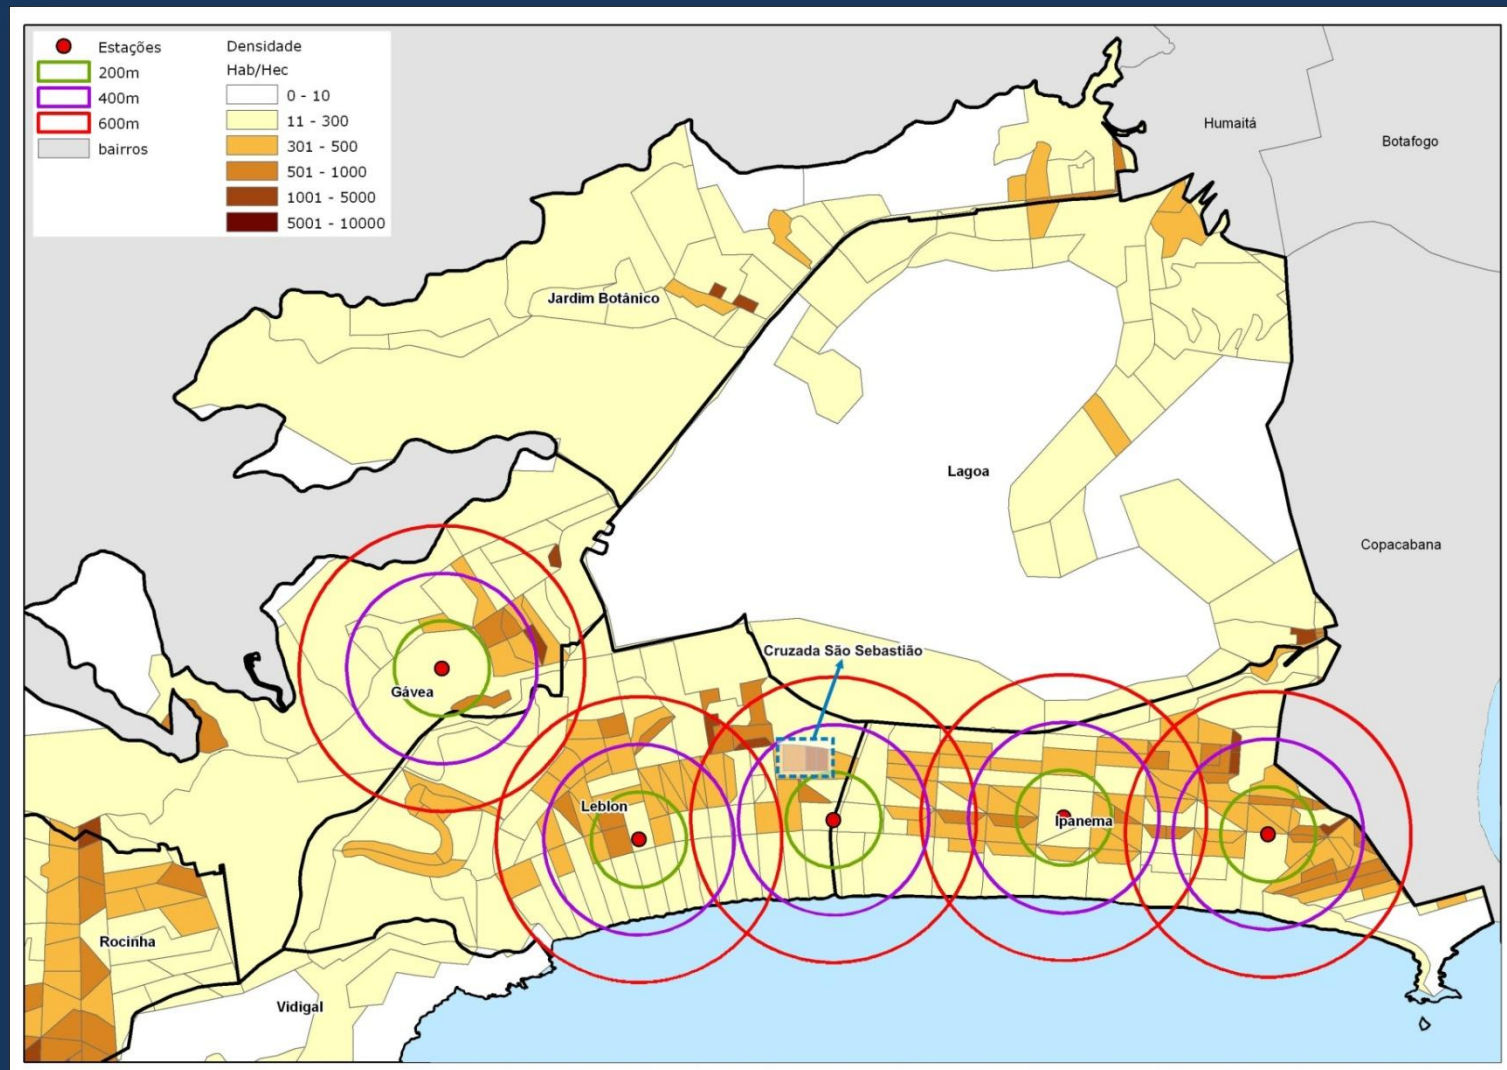 Estações
200m
400m
600m
bairros
Densidade
Hab/Hec
0 - 10
11 - 300
301 - 500
501 - 1000
1001 - 5000
5001 - 10000
Humaitá
Botafogo
Jardim Botânico
Lagoa
Copacabana
Cruzada São Sebastião
Gávea
Leblon
Ipanema
Rocinha
Vidigal